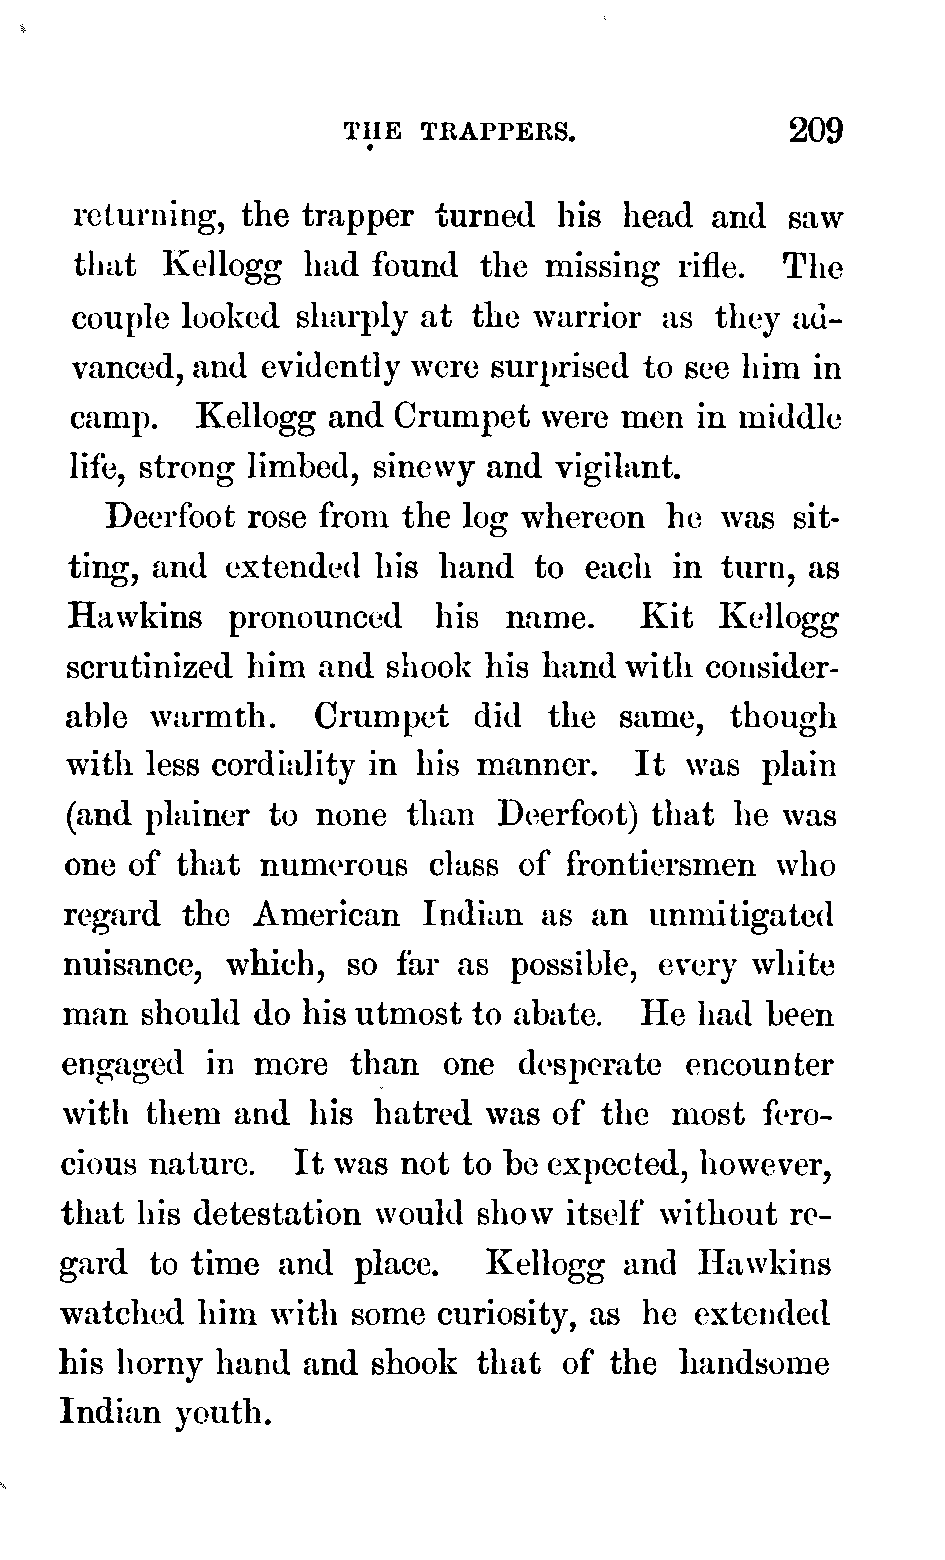 THE TRAPPERS. 209
returning, the trapper turned his head and saw
that Kellogg had found the missing rifle. The
couple looked sharply at the warrior as they ad-
vanced, and evidently were surprised to see him in
camp. Kellogg and Crumpet were men in middle
life, strong limbed, sinewy and vigilant.
Deerfoot rose from the log whereon he was sit-
ting, and extended his hand to each in turn, as
Hawkins pronounced his name. Kit Kellogg
scrutinized him and shook his hand with consider-
able warmth. Crumpet did the same, though
with less cordiality in his manner. It was plain
(and plainer to none than Deerfoot) that he was
one of that numerous class of frontiersmen who
regard the American Indian as an unmitigated
nuisance, which, so far as possible, every white
man should do his utmost to abate. He had been
engaged in more than one desperate encounter
with them and his hatred was of the most fero-
cious nature. It was not to be expected, however,
that his detestation would show itself without re-
gard to time and place. Kellogg and Hawkins
watched him with some curiosity, as he extended
his horny hand and shook that of the handsome
Indian youth.